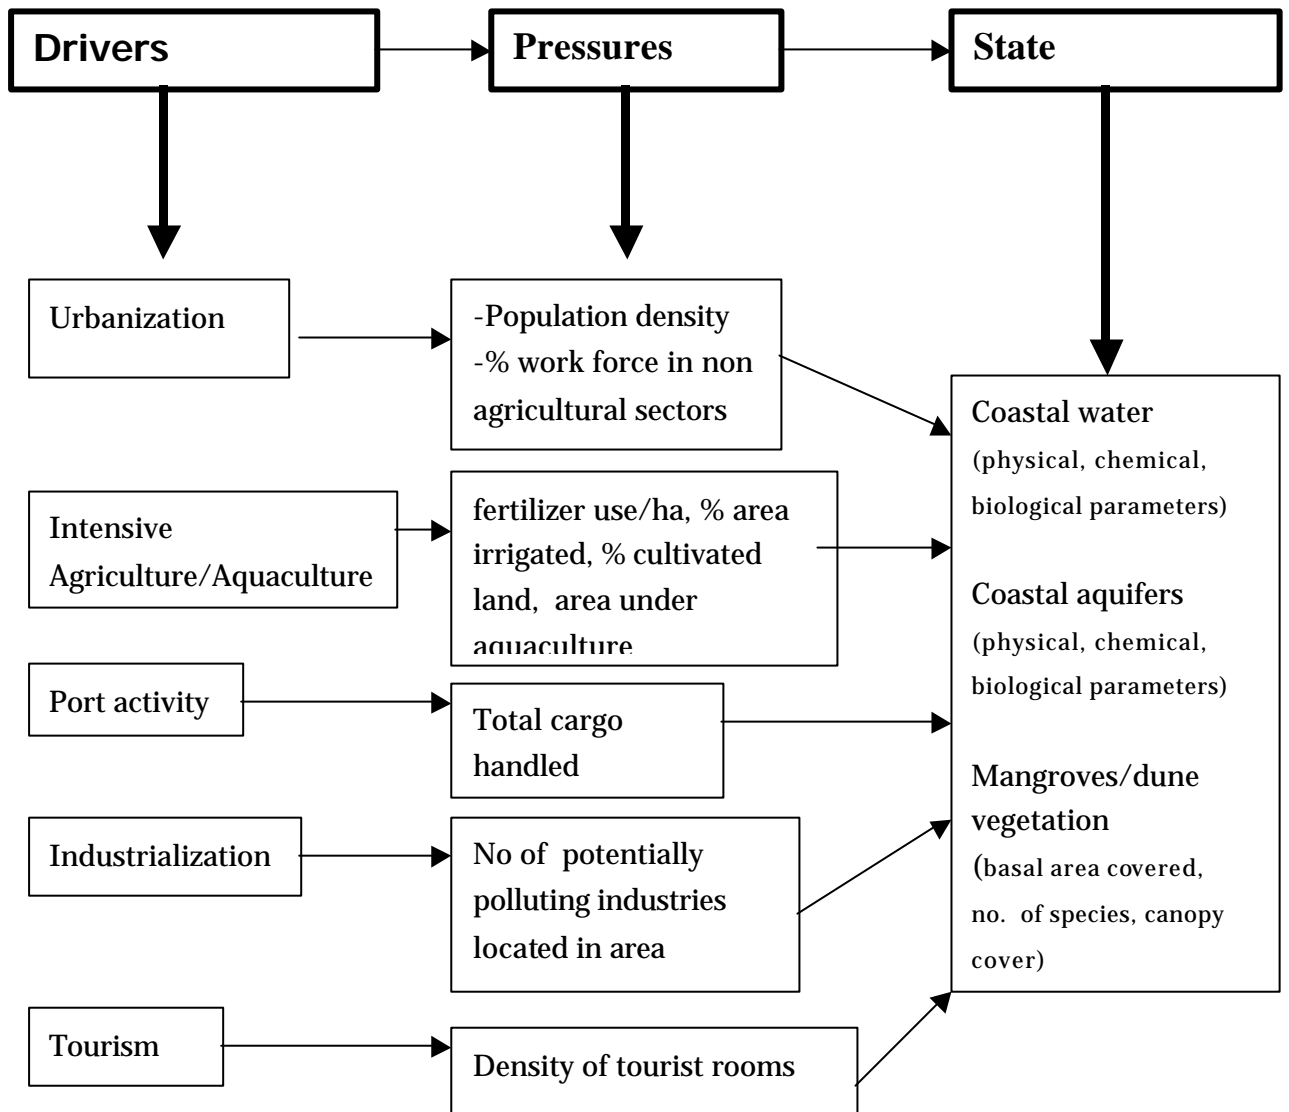 Drivers
Pressures
State
Urbanization
-Population density
-% work force in non
agricultural sectors
Intensive
Agriculture/Aquaculture
fertilizer use/ha, % area
irrigated, % cultivated
land,  area under
aquaculture
Port activity
Total cargo
handled
Industrialization
No of  potentially
polluting industries
located in area
Tourism
Density of tourist rooms
Coastal water
(physical, chemical,
biological parameters)
Coastal aquifers
(physical, chemical,
biological parameters)
Mangroves/dune
vegetation
(basal area covered,
no.  of species, canopy
cover)